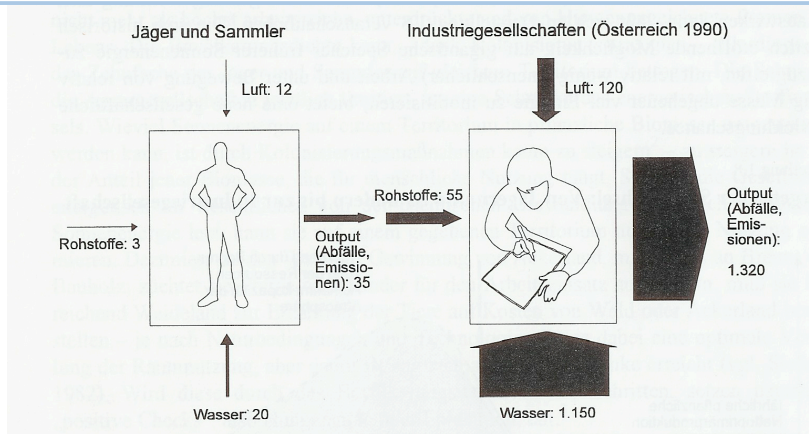 Jäger und Sammler
Luft: 12
Rohstoffe: 3
Output
(Abfälle,
Emissio-
nen): 35
Wasser: 20
Industriegesellschaften (Österreich 1990)
Luft: 120
Rohstoffe: 55
Output
(Abfälle,
Emis-
sionen):
1.320
Wasser: 1.150